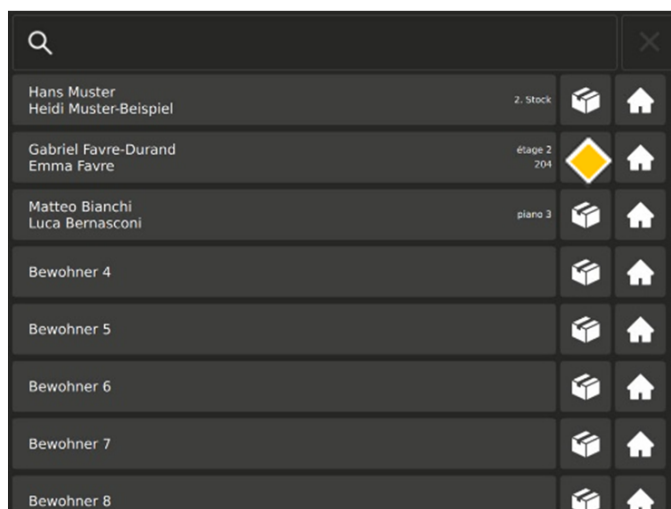 Hans Muster
Heidi Muster-Beispiel
2. Stock
Gabriel Favre-Durand
Emma Favre
étage 2
204
Matteo Bianchi
Luca Bernasconi
piano 3
Bewohner 4
Bewohner 5
Bewohner 6
Bewohner 7
Bewohner 8